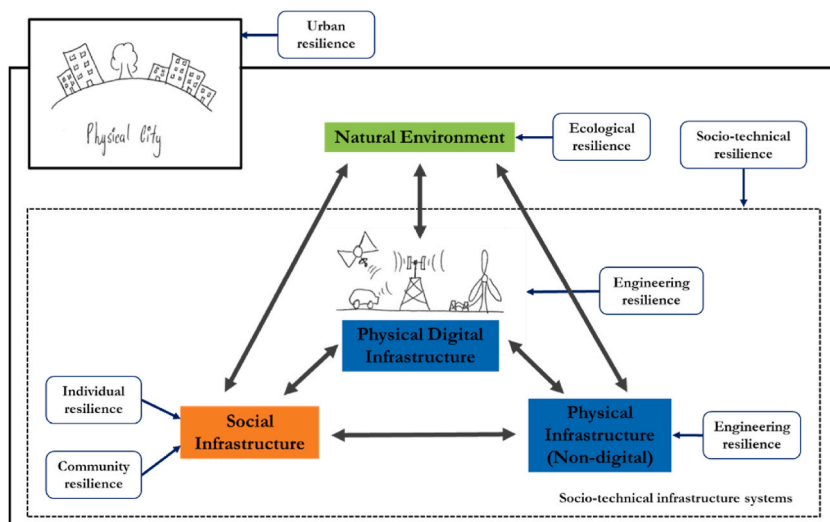 Urban
resilience
Physical City
Natural Environment
Ecological
resilience
Socio-technical
resilience
Engineering
resilience
Physical Digital
Infrastructure
Individual
resilience
Social
Infrastructure
Community
resilience
Physical
Infrastructure
(Non-digital)
Engineering
resilience
Socio-technical infrastructure systems